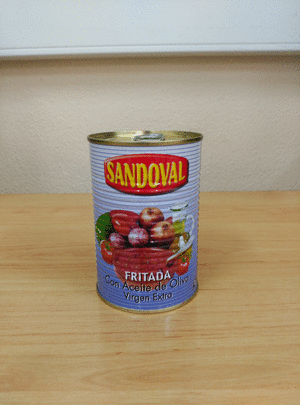 SANDOVAL
FRITADA
Con Aceite de Oliva
Virgen Extra